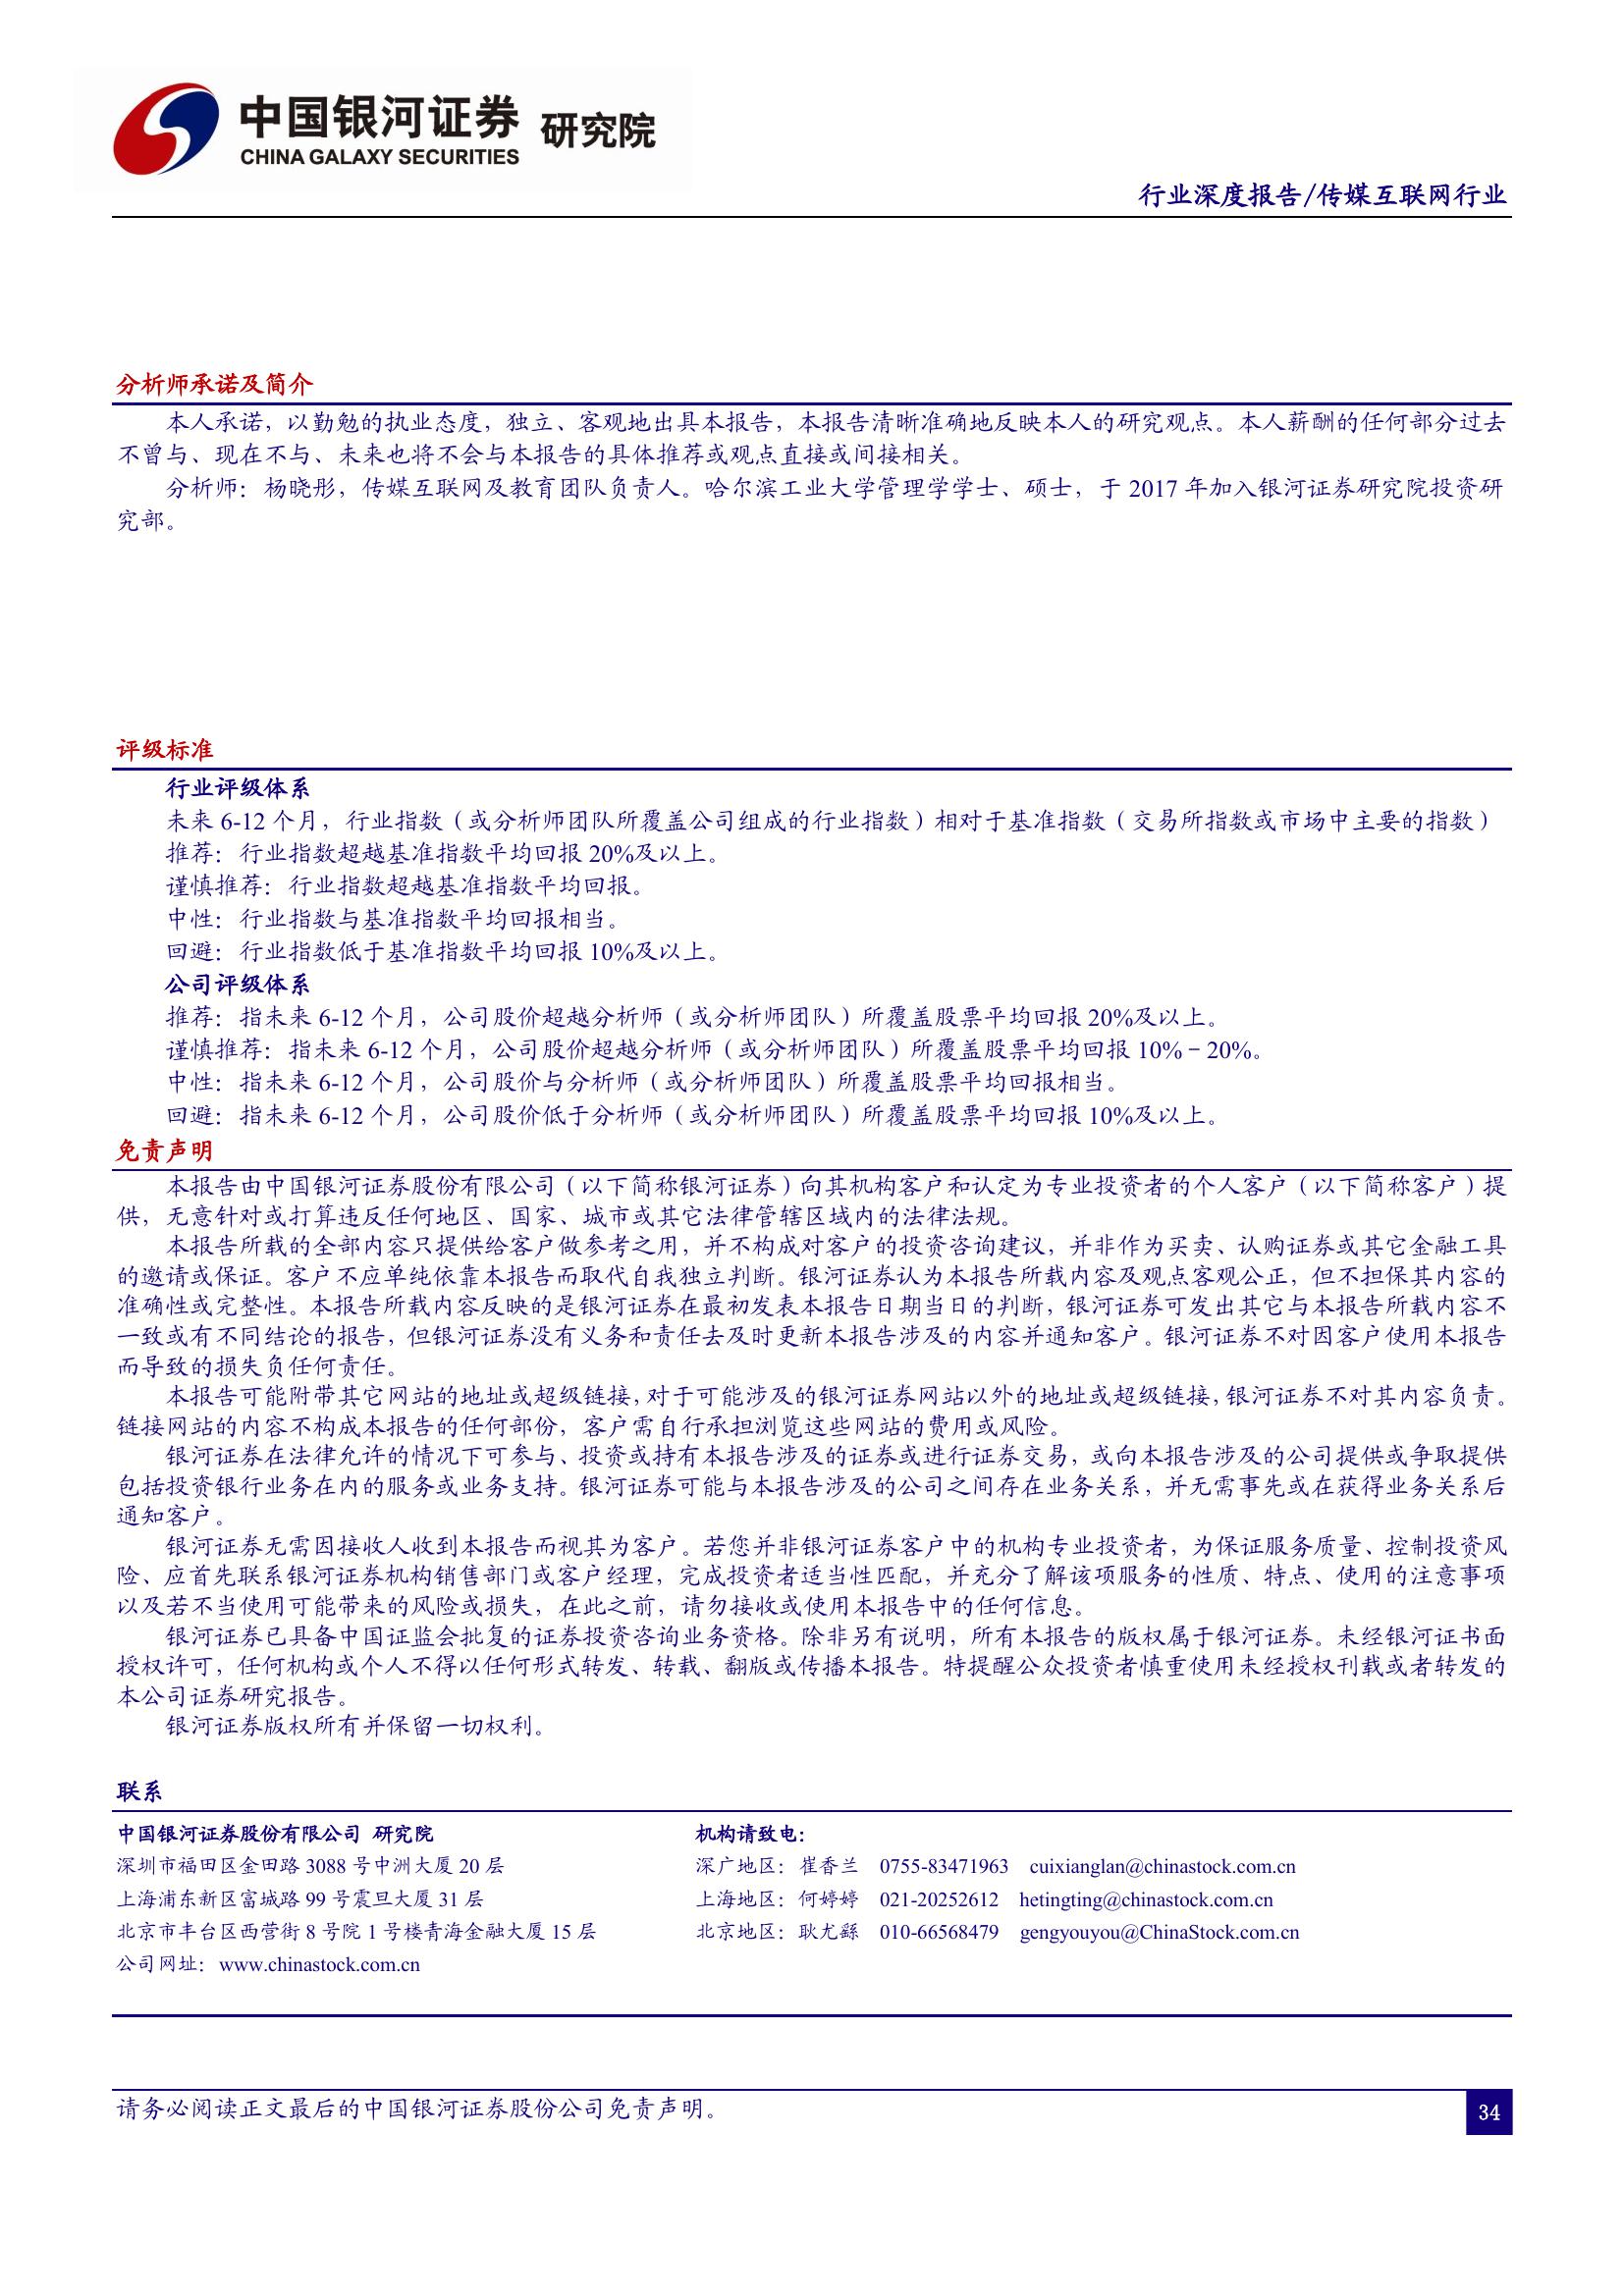 中国银河证券 研究院
CHINA GALAXY SECURITIES
行业深度报告/传媒互联网行业
分析师承诺及简介
本人承诺，以勤勉的执业态度，独立、客观地出具本报告，本报告清晰准确地反映本人的研究观点。本人薪酬的任何部分过去
不曾与、现在不与、未来也将不会与本报告的具体推荐或观点直接或间接相关。
分析师：杨晓彤，传媒互联网及教育团队负责人。哈尔滨工业大学管理学学士、硕士，于 2017 年加入银河证券研究院投资研
究部。
评级标准
行业评级体系
未来 6-12 个月，行业指数（或分析师团队所覆盖公司组成的行业指数）相对于基准指数（交易所指数或市场中主要的指数）
推荐：行业指数超越基准指数平均回报 20%及以上。
谨慎推荐：行业指数超越基准指数平均回报。
中性：行业指数与基准指数平均回报相当。
回避：行业指数低于基准指数平均回报 10%及以上。
公司评级体系
推荐：指未来 6-12 个月，公司股价超越分析师（或分析师团队）所覆盖股票平均回报 20%及以上。
谨慎推荐：指未来 6-12 个月，公司股价超越分析师（或分析师团队）所覆盖股票平均回报 10%－20%。
中性：指未来 6-12 个月，公司股价与分析师（或分析师团队）所覆盖股票平均回报相当。
回避：指未来 6-12 个月，公司股价低于分析师（或分析师团队）所覆盖股票平均回报 10%及以上。
免责声明
本报告由中国银河证券股份有限公司（以下简称银河证券）向其机构客户和认定为专业投资者的个人客户（以下简称客户）提
供，无意针对或打算违反任何地区、国家、城市或其它法律管辖区域内的法律法规。
本报告所载的全部内容只提供给客户做参考之用，并不构成对客户的投资咨询建议，并非作为买卖、认购证券或其它金融工具
的邀请或保证。客户不应单纯依靠本报告而取代自我独立判断。银河证券认为本报告所载内容及观点客观公正，但不担保其内容的
准确性或完整性。本报告所载内容反映的是银河证券在最初发表本报告日期当日的判断，银河证券可发出其它与本报告所载内容不
一致或有不同结论的报告，但银河证券没有义务和责任去及时更新本报告涉及的内容并通知客户。银河证券不对因客户使用本报告
而导致的损失负任何责任。
本报告可能附带其它网站的地址或超级链接，对于可能涉及的银河证券网站以外的地址或超级链接，银河证券不对其内容负责。
链接网站的内容不构成本报告的任何部份，客户需自行承担浏览这些网站的费用或风险。
银河证券在法律允许的情况下可参与、投资或持有本报告涉及的证券或进行证券交易，或向本报告涉及的公司提供或争取提供
包括投资银行业务在内的服务或业务支持。银河证券可能与本报告涉及的公司之间存在业务关系，并无需事先或在获得业务关系后
通知客户。
银河证券无需因接收人收到本报告而视其为客户。若您并非银河证券客户中的机构专业投资者，为保证服务质量、控制投资风
险、应首先联系银河证券机构销售部门或客户经理，完成投资者适当性匹配，并充分了解该项服务的性质、特点、使用的注意事项
以及若不当使用可能带来的风险或损失，在此之前，请勿接收或使用本报告中的任何信息。
银河证券已具备中国证监会批复的证券投资咨询业务资格。除非另有说明，所有本报告的版权属于银河证券。未经银河证书面
授权许可，任何机构或个人不得以任何形式转发、转载、翻版或传播本报告。特提醒公众投资者慎重使用未经授权刊载或者转发的
本公司证券研究报告。
银河证券版权所有并保留一切权利。
联系
中国银河证券股份有限公司 研究院 机构请致电：
深圳市福田区金田路 3088 号中洲大厦 20 层 深广地区：崔香兰 0755-83471963 cuixianglan@chinastock.com.cn
上海浦东新区富城路 99 号震旦大厦 31 层 上海地区：何婷婷 021-20252612 hetingting@chinastock.com.cn
北京市丰台区西营街 8 号院 1 号楼青海金融大厦 15 层 北京地区：耿尤繇 010-66568479 gengyouyou@ChinaStock.com.cn
公司网址：www.chinastock.com.cn
请务必阅读正文最后的中国银河证券股份公司免责声明。
34